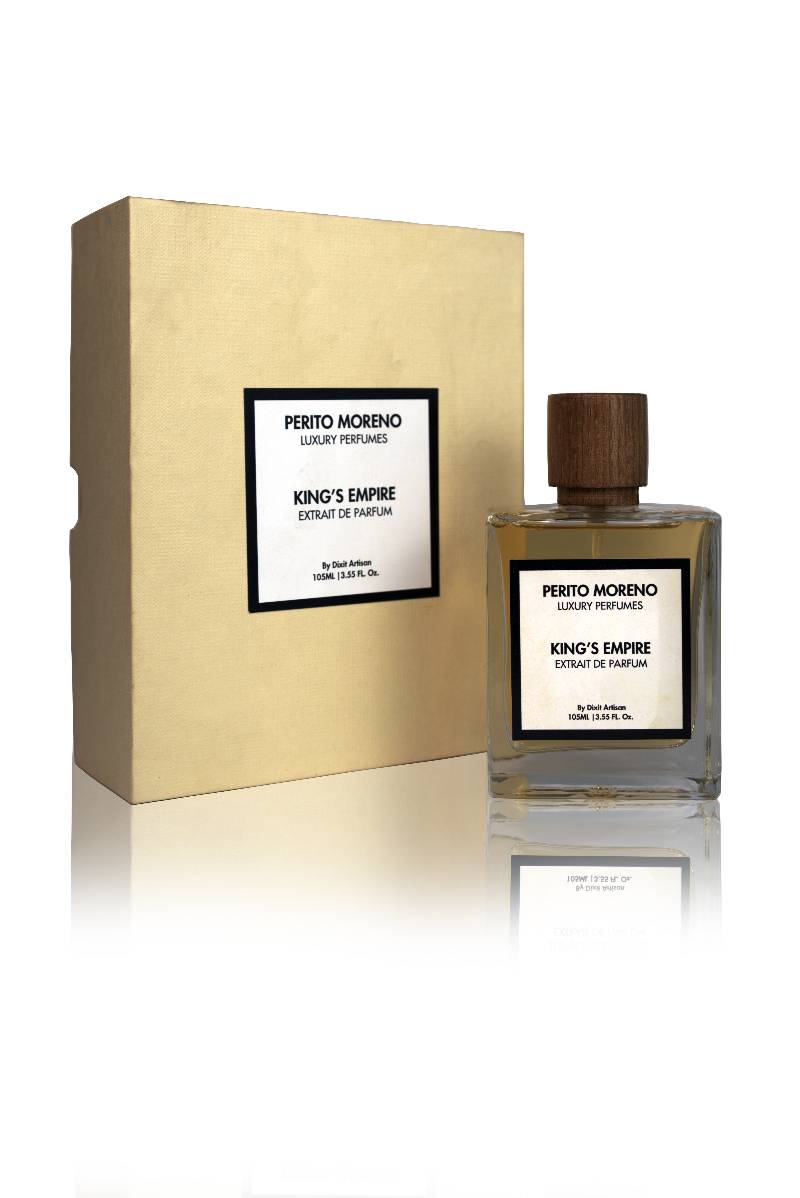 PERITO MORENO
LUXURY PERFUMES
KING'S EMPIRE
EXTRAIT DE PARFUM
By Dixit Artisan
105ML |3.55 FL. Oz.
PERITO MORENO
LUXURY PERFUMES
KING'S EMPIRE
EXTRAIT DE PARFUM
By Dixit Artisan
105ML |3.55 FL. Oz.